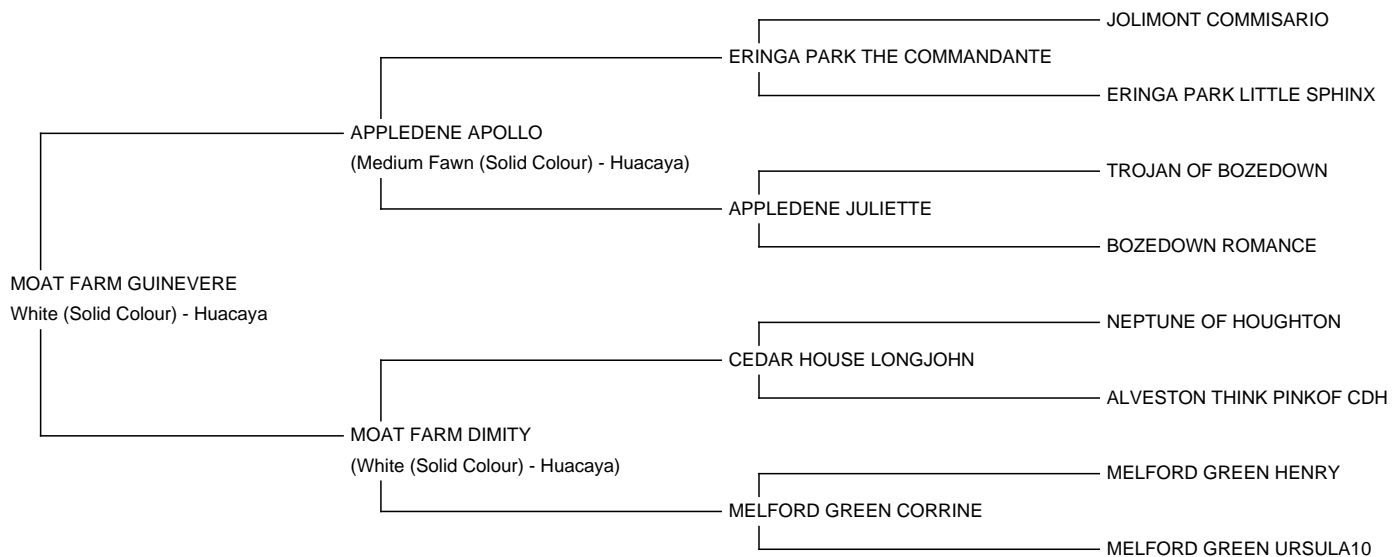 JOLIMONT COMMISARIO
ERINGA PARK THE COMMANDANTE
ERINGA PARK LITTLE SPHINX
APPLEDENE APOLLO
(Medium Fawn (Solid Colour) - Huacaya)
TROJAN OF BOZEDOWN
APPLEDENE JULIETTE
BOZEDOWN ROMANCE
MOAT FARM GUINEVERE
White (Solid Colour) - Huacaya
NEPTUNE OF HOUGHTON
CEDAR HOUSE LONGJOHN
ALVESTON THINK PINKOF CDH
MOAT FARM DIMITY
(White (Solid Colour) - Huacaya)
MELFORD GREEN HENRY
MELFORD GREEN CORRINE
MELFORD GREEN URSULA10